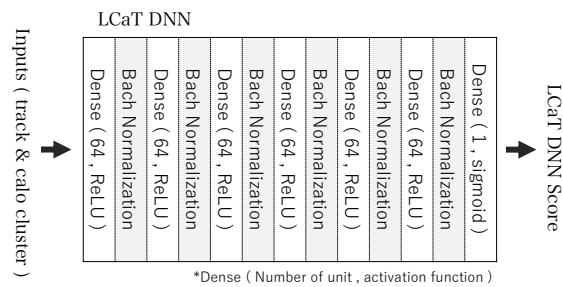 LCaT DNN
Inputs ( track & calo cluster )
Dense ( 64 , ReLU )
Bach Normalization
Dense ( 64 , ReLU )
Bach Normalization
Dense ( 64 , ReLU )
Bach Normalization
Dense ( 64 , ReLU )
Bach Normalization
Dense ( 64 , ReLU )
Bach Normalization
Dense ( 64 , ReLU )
Bach Normalization
Dense ( 1 , sigmoid )
LCaT DNN Score
*Dense ( Number of unit , activation function )